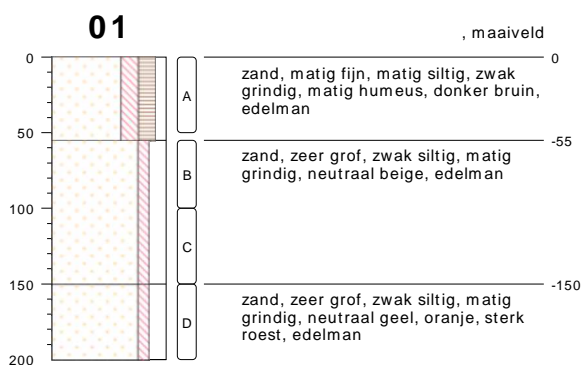 01
, maaiveld
0
50
100
150
200
A
B
C
D
0
zand, matig fijn, matig siltig, zwak
grindig, matig humeus, donker bruin,
edelman
-55
zand, zeer grof, zwak siltig, matig
grindig, neutraal beige, edelman
-150
zand, zeer grof, zwak siltig, matig
grindig, neutraal geel, oranje, sterk
roest, edelman